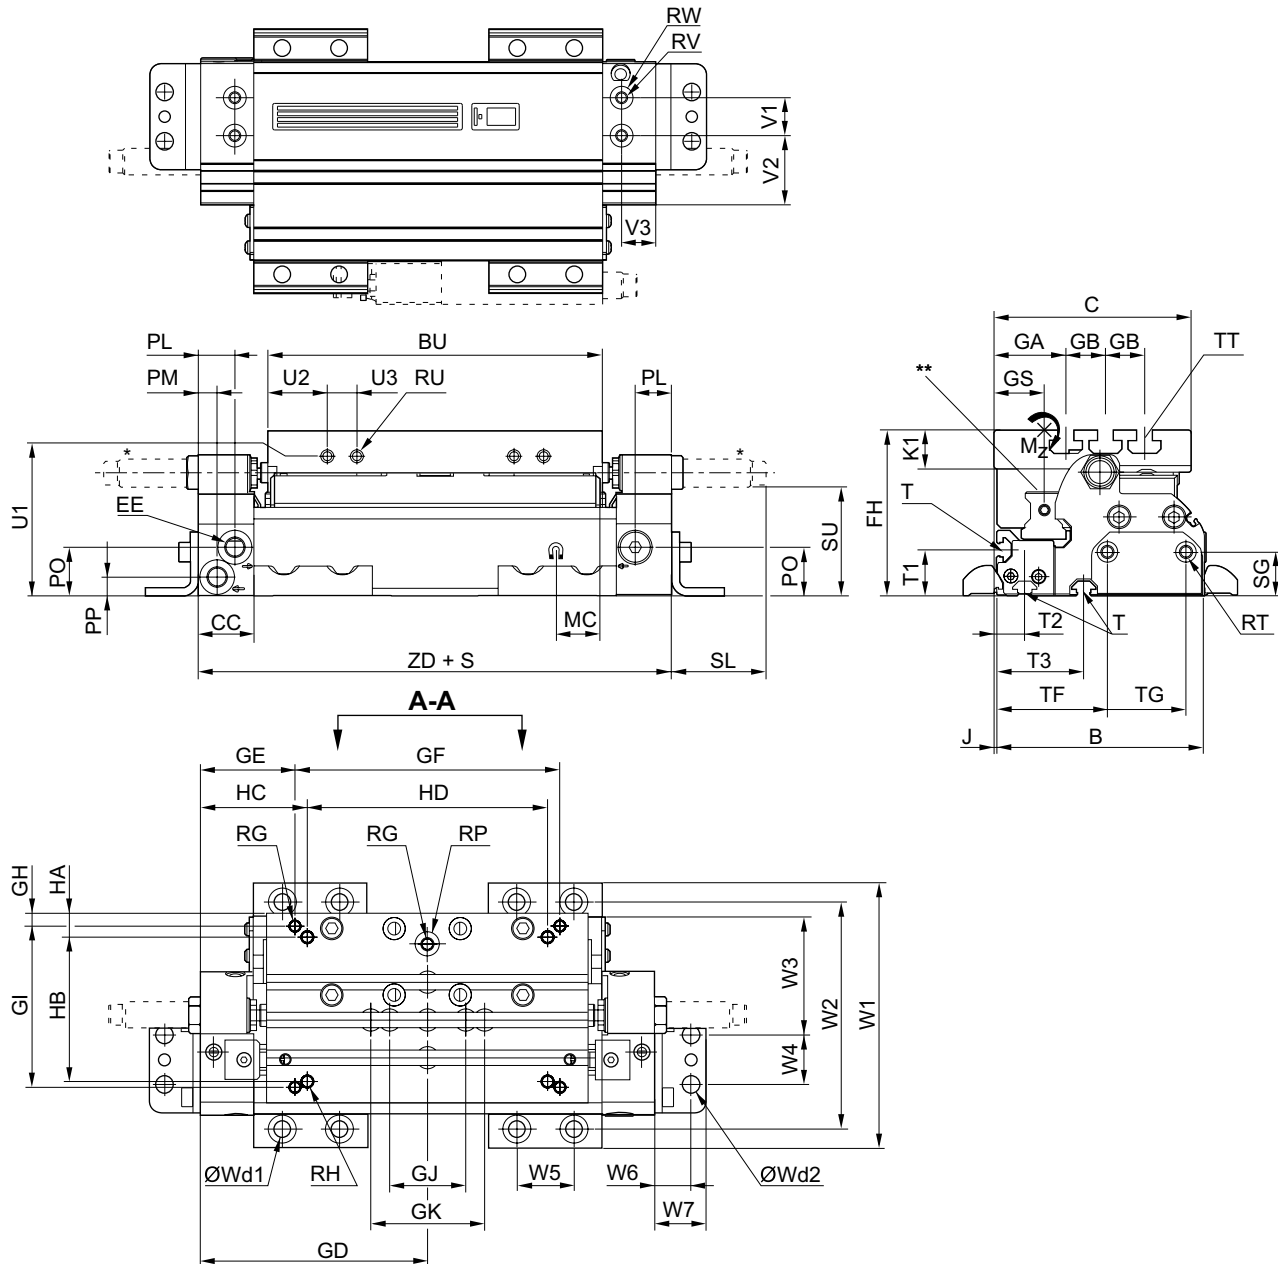 RW
RV
V1
V2
V3
C
GA
GB
GB
TT
GS
**
MZ
K1
T
FH
T1
SG
RT
T2
T
T3
TF
TG
J
B
PL
BU
PM
U2
U3
RU
PL
*
*
EE
U1
SU
PO
PO
PP
CC
MC
ZD + S
SL
A-A
GE
GF
HC
HD
RG
RG
RP
GH
HA
GI
HB
W3
W2
W1
W4
ØWd1
RH
GJ
W5
W6
ØWd2
GK
W7
GD